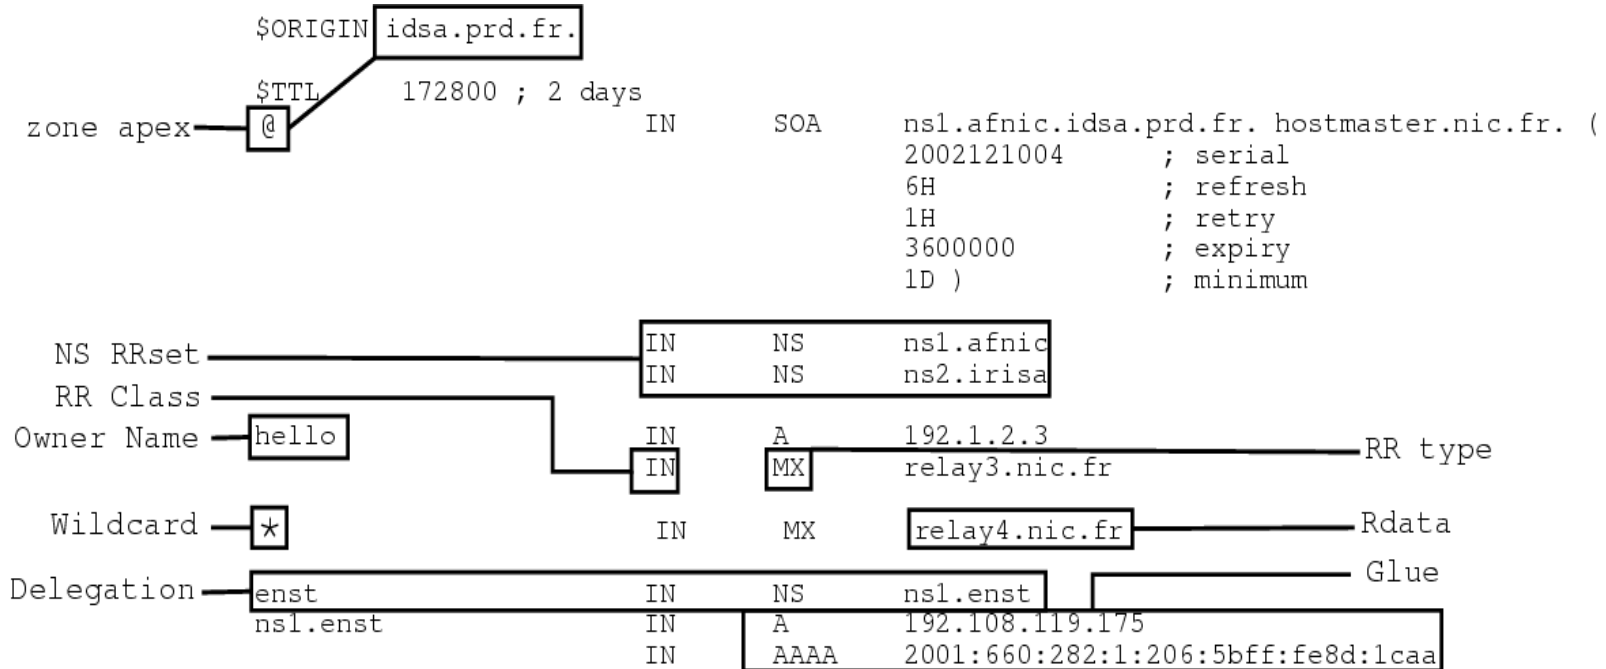 $ORIGIN idsa.prd.fr.
$TTL 172800 ; 2 days
zone apex @ IN SOA ns1.afnic.idsa.prd.fr. hostmaster.nic.fr. (
2002121004 ; serial
6H ; refresh
1H ; retry
3600000 ; expiry
1D ) ; minimum
NS RRset IN NS ns1.afnic
IN NS ns2.irisa
RR Class
Owner Name hello IN A 192.1.2.3
IN MX relay3.nic.fr RR type
Wildcard * IN MX relay4.nic.fr Rdata
Glue
Delegation enst IN NS ns1.enst
ns1.enst IN A 192.108.119.175
IN AAAA 2001:660:282:1:206:5bff:fe8d:1caa